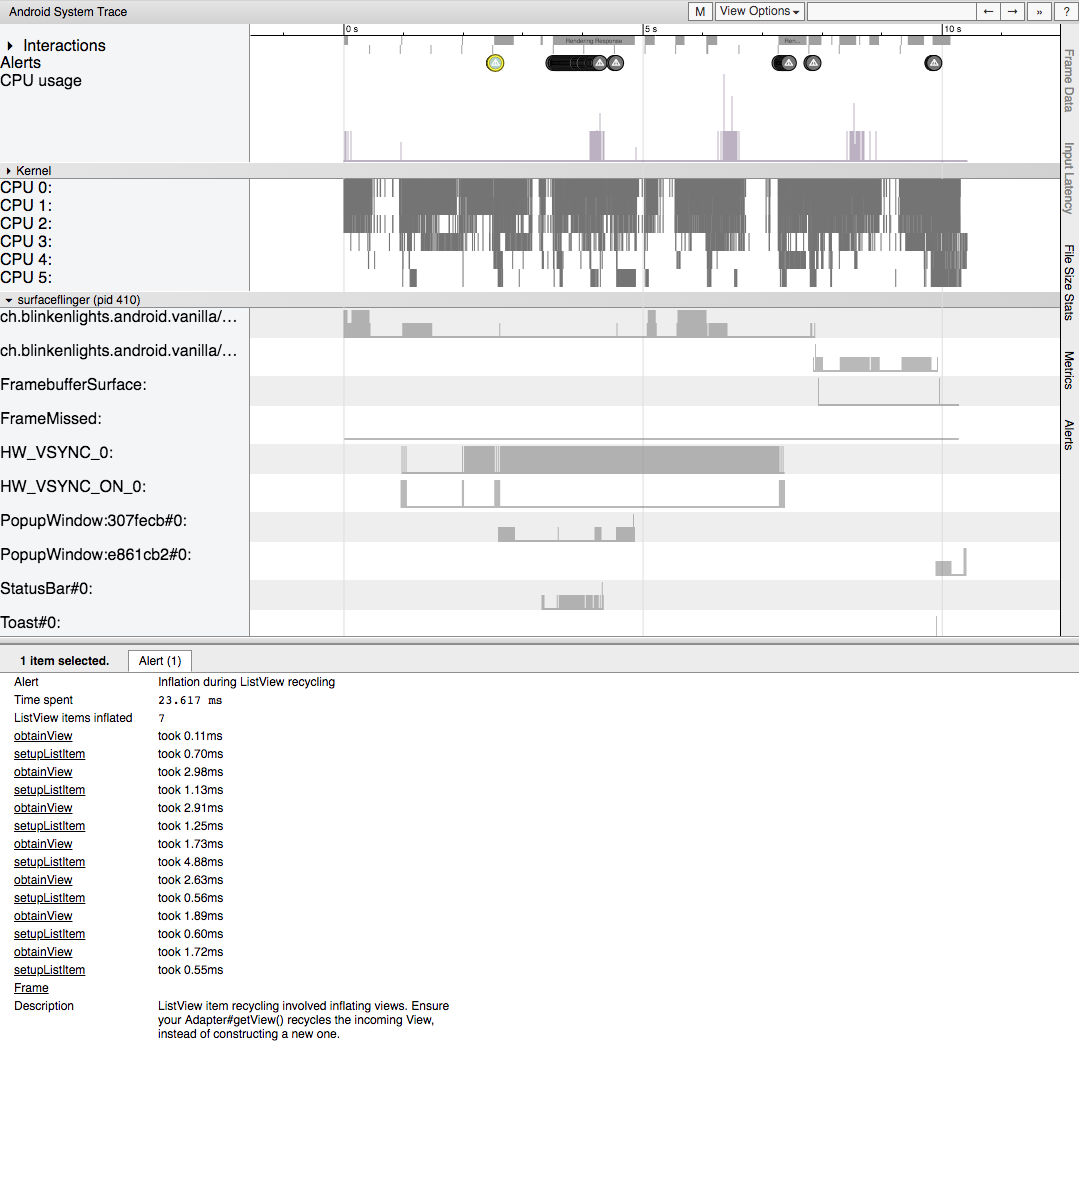 Android System Trace
M View Options ← → » ?
0 s 5 s 10 s
Interactions
Rendering Response Ren...
Alerts
CPU usage
Kernel
CPU 0:
CPU 1:
CPU 2:
CPU 3:
CPU 4:
CPU 5:
surfaceflinger (pid 410)
ch.blinkenlights.android.vanilla/...
ch.blinkenlights.android.vanilla/...
FramebufferSurface:
FrameMissed:
HW_VSYNC_0:
HW_VSYNC_ON_0:
PopupWindow:307fecb#0:
PopupWindow:e861cb2#0:
StatusBar#0:
Toast#0:
Frame Data
Input Latency
File Size Stats
Metrics
Alerts
1 item selected. Alert (1)
Alert Inflation during ListView recycling
Time spent 23.617 ms
ListView items inflated 7
obtainView took 0.11ms
setupListItem took 0.70ms
obtainView took 2.98ms
setupListItem took 1.13ms
obtainView took 2.91ms
setupListItem took 1.25ms
obtainView took 1.73ms
setupListItem took 4.88ms
obtainView took 2.63ms
setupListItem took 0.56ms
obtainView took 1.89ms
setupListItem took 0.60ms
obtainView took 1.72ms
setupListItem took 0.55ms
Frame
Description ListView item recycling involved inflating views. Ensure
your Adapter#getView() recycles the incoming View,
instead of constructing a new one.